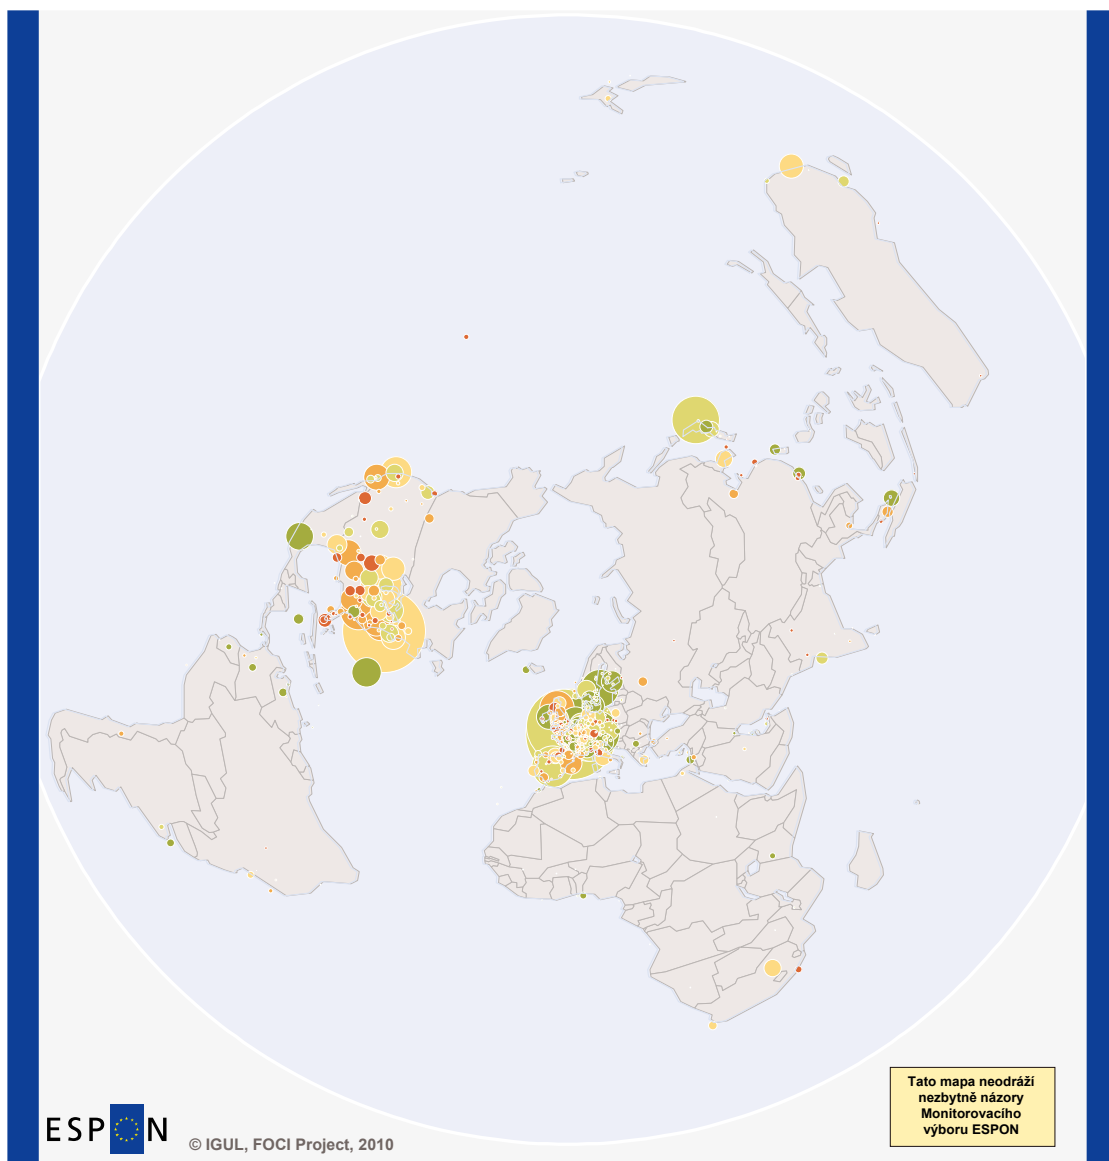 Tato mapa neodráží
nezbytně názory
Monitorovacího
výboru ESPON
ESPON
© IGUL, FOCI Project, 2010